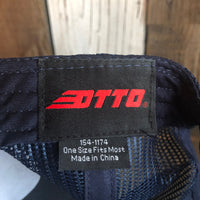 OTTO
154-1174
One Size Fits Most
Made in China